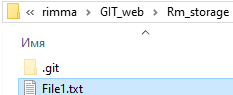 rimma › GIT_web › Rm_storage
Имя
.git
File1.txt